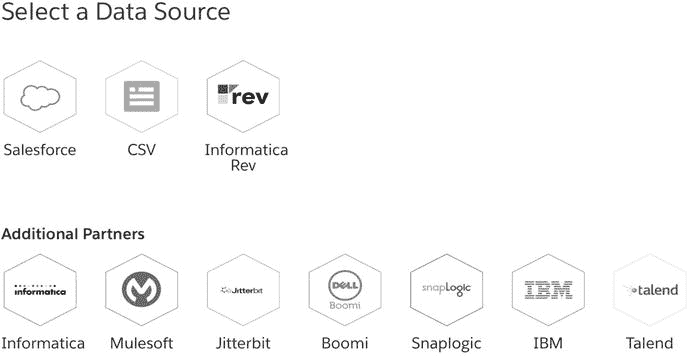 Select a Data Source
rev
Salesforce CSV Informatica
Rev
Additional Partners
informatica Jitterbit DELL Boomi snapLogic IBM talend
Informatica Mulesoft Jitterbit Boomi Snaplogic IBM Talend